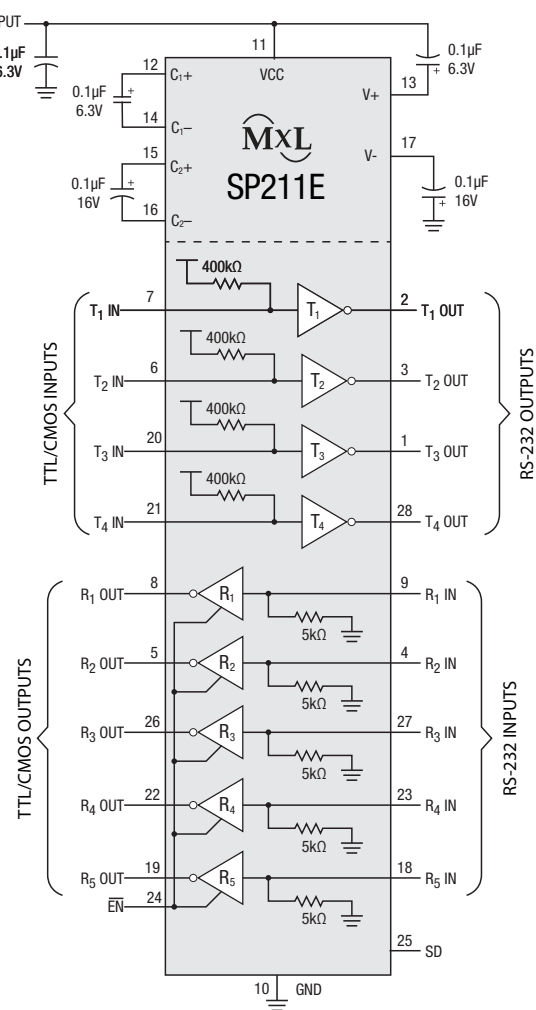 PUT
11
0.1µF
6.3V
VCC
12
C₁+
0.1µF
6.3V
14
C₁−
15
C₂+
0.1µF
16V
16
C₂−
MxL
SP211E
V+
13
0.1µF
6.3V
V-
17
0.1µF
16V
TTL/CMOS INPUTS
400kΩ
T₁ IN
7
T₁
2
T₁ OUT
400kΩ
T₂ IN
6
T₂
3
T₂ OUT
400kΩ
T₃ IN
20
T₃
1
T₃ OUT
400kΩ
T₄ IN
21
T₄
28
T₄ OUT
RS-232 OUTPUTS
TTL/CMOS OUTPUTS
R₁ OUT
8
R₁
9
R₁ IN
5kΩ
R₂ OUT
5
R₂
4
R₂ IN
5kΩ
R₃ OUT
26
R₃
27
R₃ IN
5kΩ
R₄ OUT
22
R₄
23
R₄ IN
5kΩ
R₅ OUT
19
R₅
18
R₅ IN
5kΩ
RS-232 INPUTS
E̅N̅
24
25
SD
10
GND